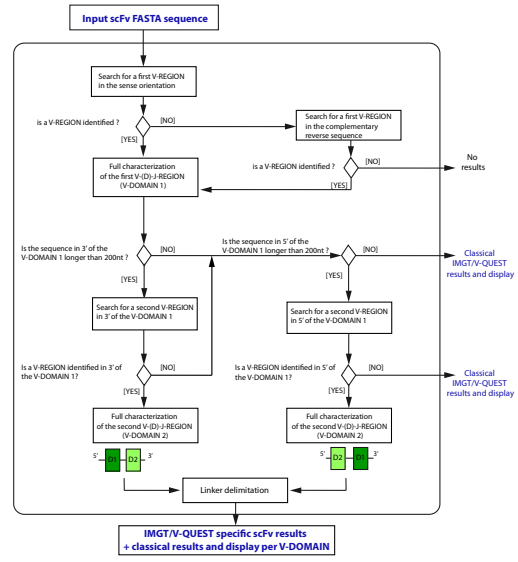 Input scFv FASTA sequence
Search for a first V-REGION
in the sense orientation
is a V-REGION identified ?
[NO]
[YES]
Search for a first V-REGION
in the complementary
reverse sequence
Full characterization
of the first V-(D)-J-REGION
(V-DOMAIN 1)
is a V-REGION identified ?
[NO]
[YES]
No
results
Is the sequence in 3' of the
V-DOMAIN 1 longer than 200nt ?
[NO]
[YES]
Is the sequence in 5' of the
V-DOMAIN 1 longer than 200nt ?
[NO]
[YES]
Classical
IMGT/V-QUEST
results and display
Search for a second V-REGION
in 3' of the V-DOMAIN 1
Search for a second V-REGION
in 5' of the V-DOMAIN 1
Is a V-REGION identified in 3' of
the V-DOMAIN 1?
[NO]
[YES]
Is a V-REGION identified in 5' of
the V-DOMAIN 1?
[NO]
[YES]
Classical
IMGT/V-QUEST
results and display
Full characterization
of the second V-(D)-J-REGION
(V-DOMAIN 2)
Full characterization
of the second V-(D)-J-REGION
(V-DOMAIN 2)
5' D1 D2 3'
5' D2 D1 3'
Linker delimitation
IMGT/V-QUEST specific scFv results
+ classical results and display per V-DOMAIN